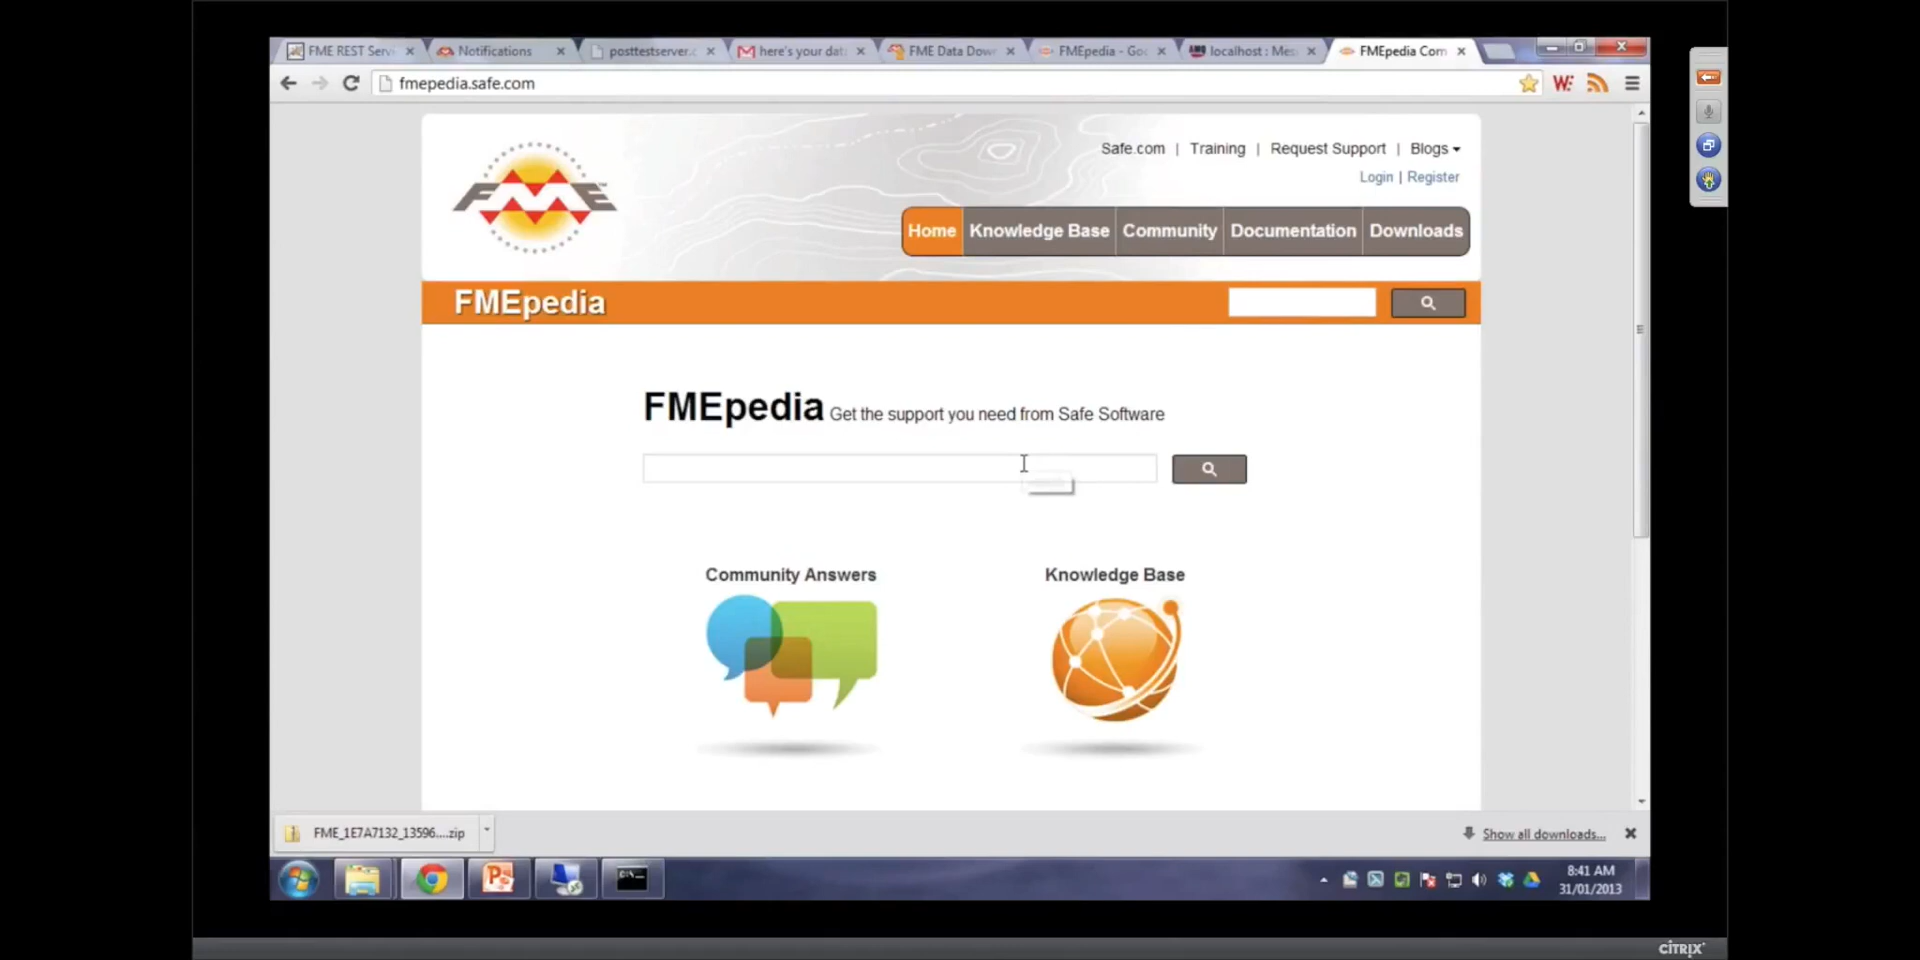 FME REST Serv
Notifications
posttestserver.c
here's your dat
FME Data Down
FMEpedia - Goo
localhost : Mes
FMEpedia Com
fmepedia.safe.com
Safe.com | Training | Request Support | Blogs
Login | Register
FME
Home Knowledge Base Community Documentation Downloads
FMEpedia
FMEpedia Get the support you need from Safe Software
Community Answers
Knowledge Base
FME_1E7A7132_13596....zip
Show all downloads...
8:41 AM
31/01/2013
CITRIX